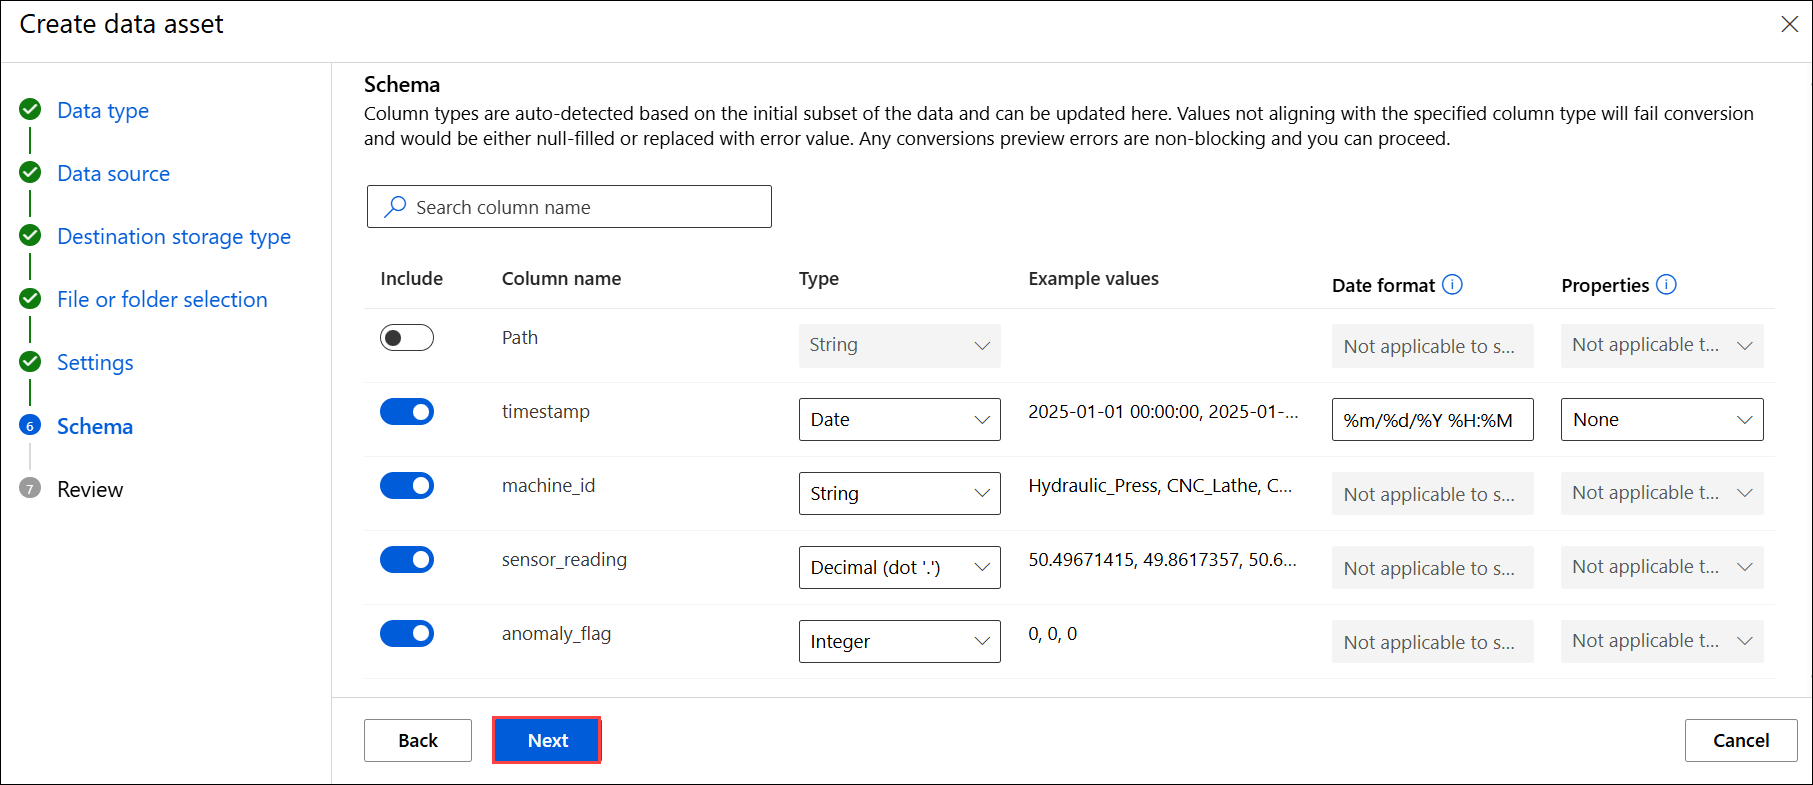 Create data asset
Data type
Data source
Destination storage type
File or folder selection
Settings
6 Schema
7 Review
Schema
Column types are auto-detected based on the initial subset of the data and can be updated here. Values not aligning with the specified column type will fail conversion
and would be either null-filled or replaced with error value. Any conversions preview errors are non-blocking and you can proceed.
Search column name
Include Column name Type Example values Date format Properties
Path String Not applicable to s... Not applicable t...
timestamp Date 2025-01-01 00:00:00, 2025-01-... %m/%d/%Y %H:%M None
machine_id String Hydraulic_Press, CNC_Lathe, C... Not applicable to s... Not applicable t...
sensor_reading Decimal (dot '.') 50.49671415, 49.8617357, 50.6... Not applicable to s... Not applicable t...
anomaly_flag Integer 0, 0, 0 Not applicable to s... Not applicable t...
Back Next Cancel